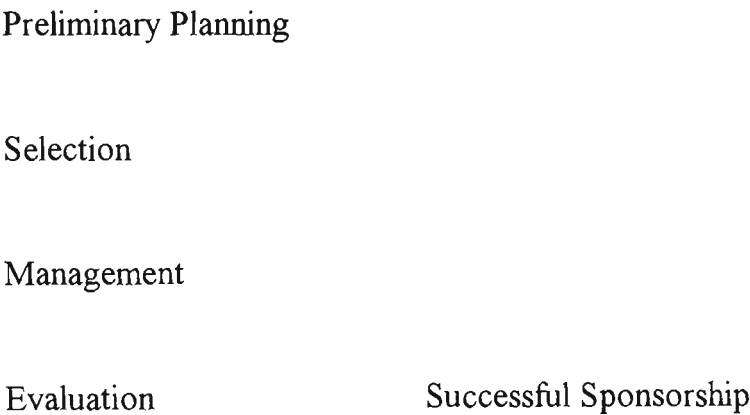 Preliminary Planning
Selection
Management
Evaluation Successful Sponsorship